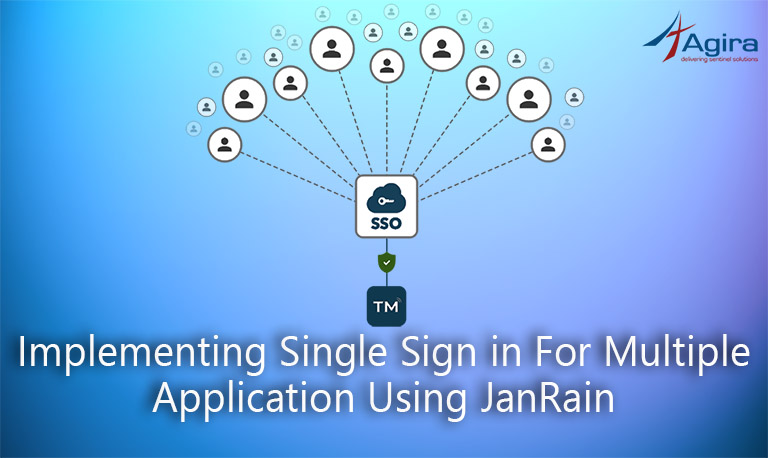 Agira
delivering sentinel solutions
SSO
TM
Implementing Single Sign in For Multiple
Application Using JanRain